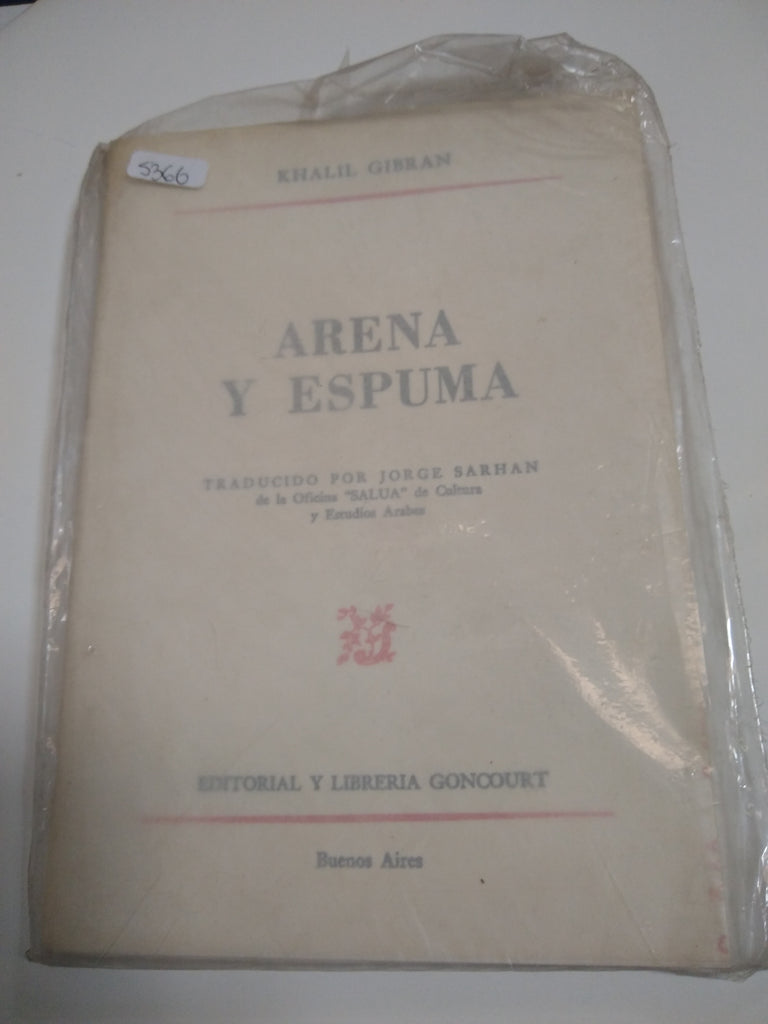 5366
KHALIL GIBRAN
ARENA
Y ESPUMA
TRADUCIDO POR JORGE SARHAN
de la Oficina "SALUA" de Cultura
y Estudios Arabes
EDITORIAL Y LIBRERIA GONCOURT
Buenos Aires